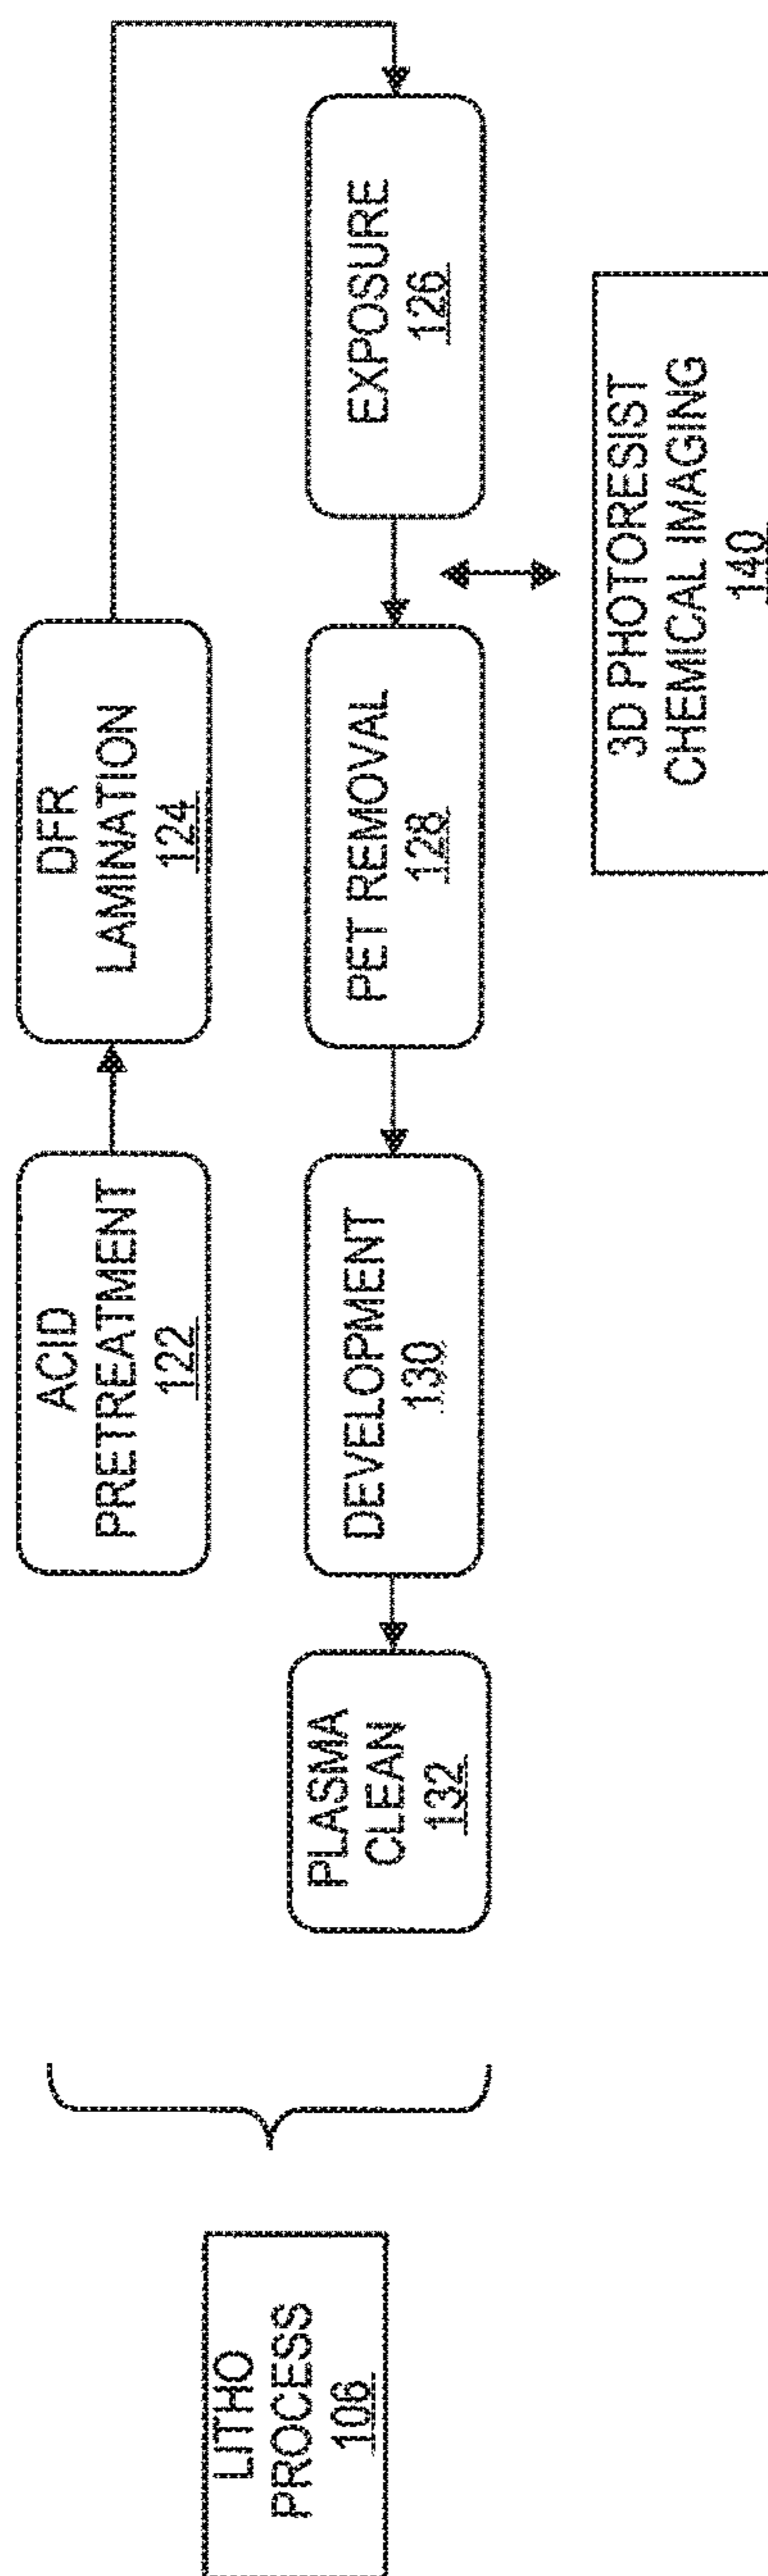 LITHO
PROCESS
106
ACID
PRETREATMENT
122
DFR
LAMINATION
124
PLASMA
CLEAN
132
DEVELOPMENT
130
PET REMOVAL
128
EXPOSURE
126
3D PHOTORESIST
CHEMICAL IMAGING
140